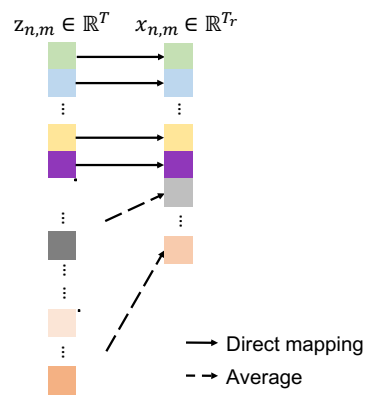 z_{n,m} ∈ ℝ^T x_{n,m} ∈ ℝ^{T_r}
⋮ ⋮
⋮ ⋮
⋮
⋮
⋮
Direct mapping
Average